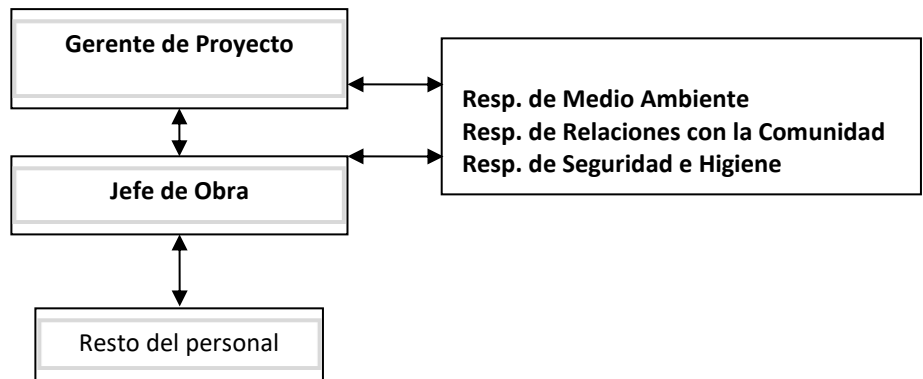 Gerente de Proyecto
Resp. de Medio Ambiente
Resp. de Relaciones con la Comunidad
Resp. de Seguridad e Higiene
Jefe de Obra
Resto del personal